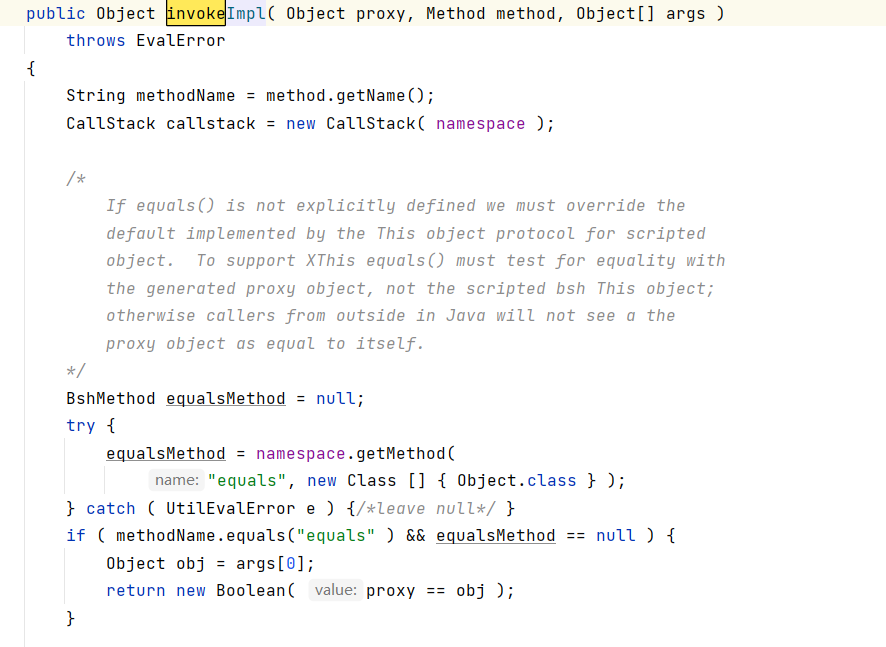 public Object invokeImpl( Object proxy, Method method, Object[] args )
    throws EvalError
{
    String methodName = method.getName();
    CallStack callstack = new CallStack( namespace );

    /*
        If equals() is not explicitly defined we must override the
        default implemented by the This object protocol for scripted
        object.  To support XThis equals() must test for equality with
        the generated proxy object, not the scripted bsh This object;
        otherwise callers from outside in Java will not see a the
        proxy object as equal to itself.
    */
    BshMethod equalsMethod = null;
    try {
        equalsMethod = namespace.getMethod(
            name: "equals", new Class [] { Object.class } );
    } catch ( UtilEvalError e ) {/*leave null*/ }
    if ( methodName.equals("equals" ) && equalsMethod == null ) {
        Object obj = args[0];
        return new Boolean( value: proxy == obj );
    }